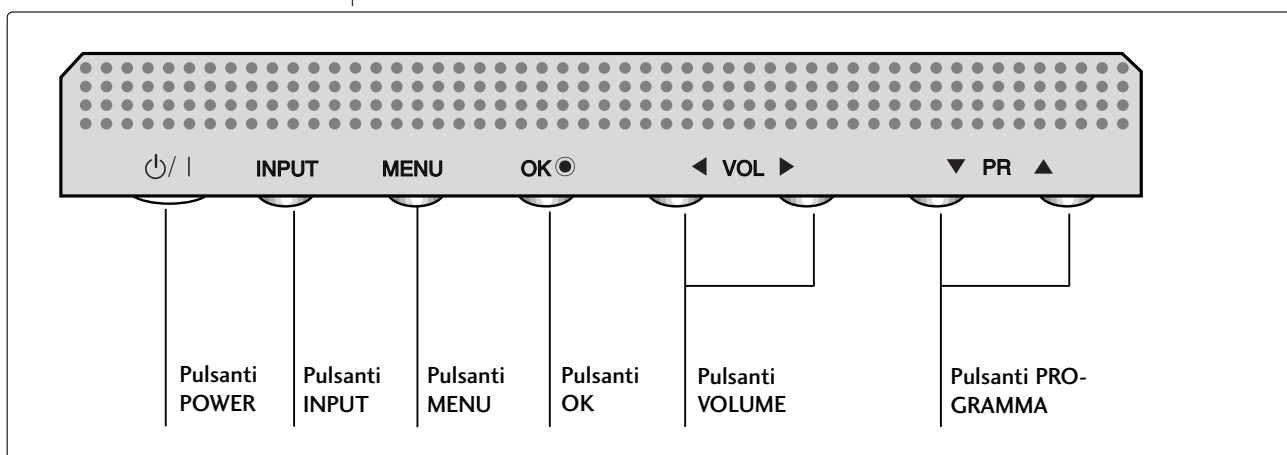 ⏻/ | INPUT MENU OK◉ ◀ VOL ▶ ▼ PR ▲
Pulsanti
POWER
Pulsanti
INPUT
Pulsanti
MENU
Pulsanti
OK
Pulsanti
VOLUME
Pulsanti PRO-
GRAMMA